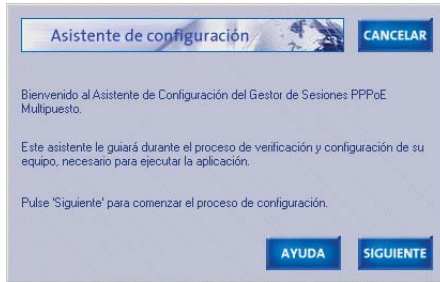 Asistente de configuración
CANCELAR
Bienvenido al Asistente de Configuración del Gestor de Sesiones PPPoE
Multipuesto.
Este asistente le guiará durante el proceso de verificación y configuración de su
equipo, necesario para ejecutar la aplicación.
Pulse 'Siguiente' para comenzar el proceso de configuración.
AYUDA
SIGUIENTE